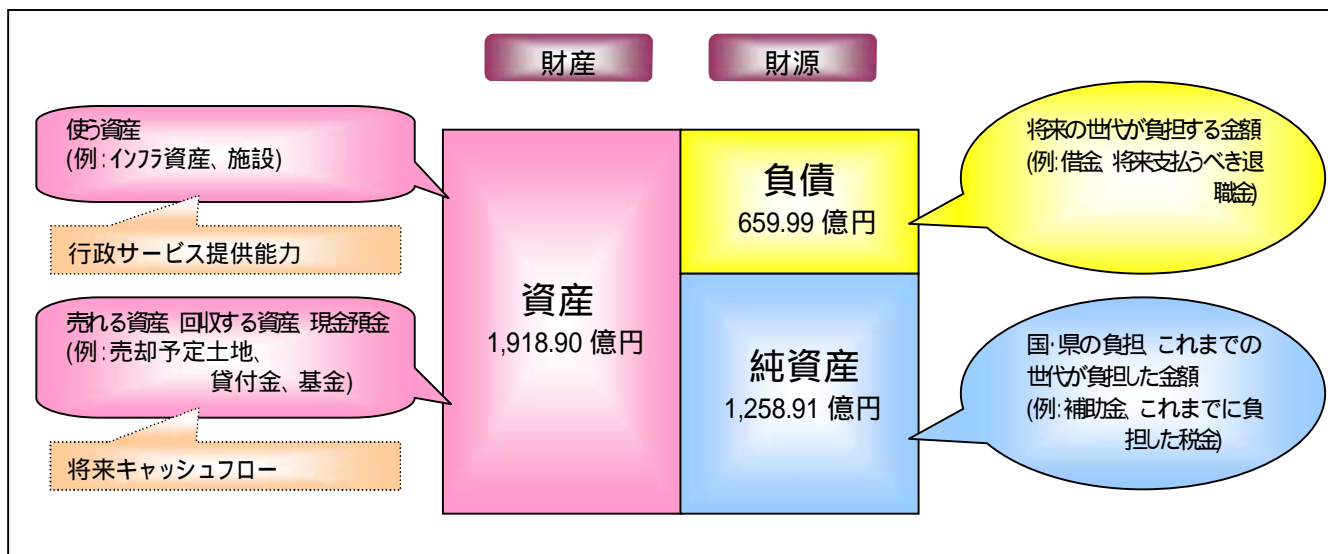 財産
財源
使う資産
(例：インフラ資産、施設)
行政サービス提供能力
売れる資産 回収する資産 現金預金
(例：売却予定土地、
貸付金、基金)
将来キャッシュフロー
資産
1,918.90 億円
負債
659.99 億円
純資産
1,258.91 億円
将来の世代が負担する金額
(例：借金 将来支払うべき退
職金)
国・県の負担、これまでの
世代が負担した金額
(例：補助金、これまでに負
担した税金)